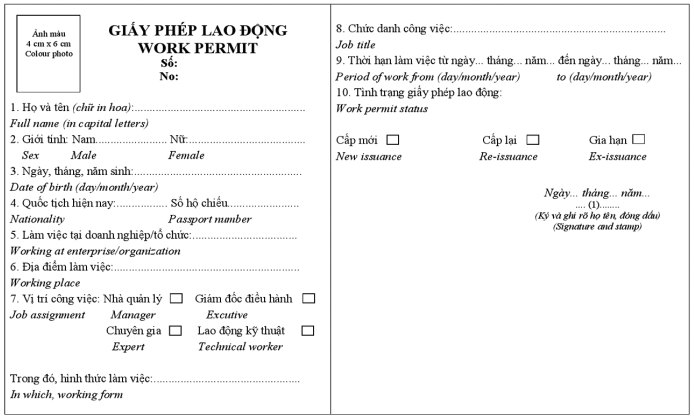 Ảnh màu
4 cm x 6 cm
Colour photo
GIẤY PHÉP LAO ĐỘNG
WORK PERMIT
Số:
No:
1. Họ và tên (chữ in hoa):.......................................................
Full name (in capital letters)
2. Giới tính: Nam....................... Nữ:......................................
Sex Male Female
3. Ngày, tháng, năm sinh:.......................................................
Date of birth (day/month/year)
4. Quốc tịch hiện nay:................ Số hộ chiếu.......................
Nationality Passport number
5. Làm việc tại doanh nghiệp/tổ chức:...................................
Working at enterprise/organization
6. Địa điểm làm việc:............................................................
Working place
7. Vị trí công việc: Nhà quản lý ☐ Giám đốc điều hành ☐
Job assignment Manager Excutive
Chuyên gia ☐ Lao động kỹ thuật ☐
Expert Technical worker
Trong đó, hình thức làm việc:...............................................
In which, working form
8. Chức danh công việc:....................................................................
Job title
9. Thời hạn làm việc từ ngày... tháng... năm... đến ngày... tháng... năm...
Period of work from (day/month/year) to (day/month/year)
10. Tình trạng giấy phép lao động:
Work permit status
Cấp mới ☐ Cấp lại ☐ Gia hạn ☐
New issuance Re-issuance Ex-issuance
Ngày... tháng... năm...
.... (1)........
(Ký và ghi rõ họ tên, đóng dấu)
(Signature and stamp)